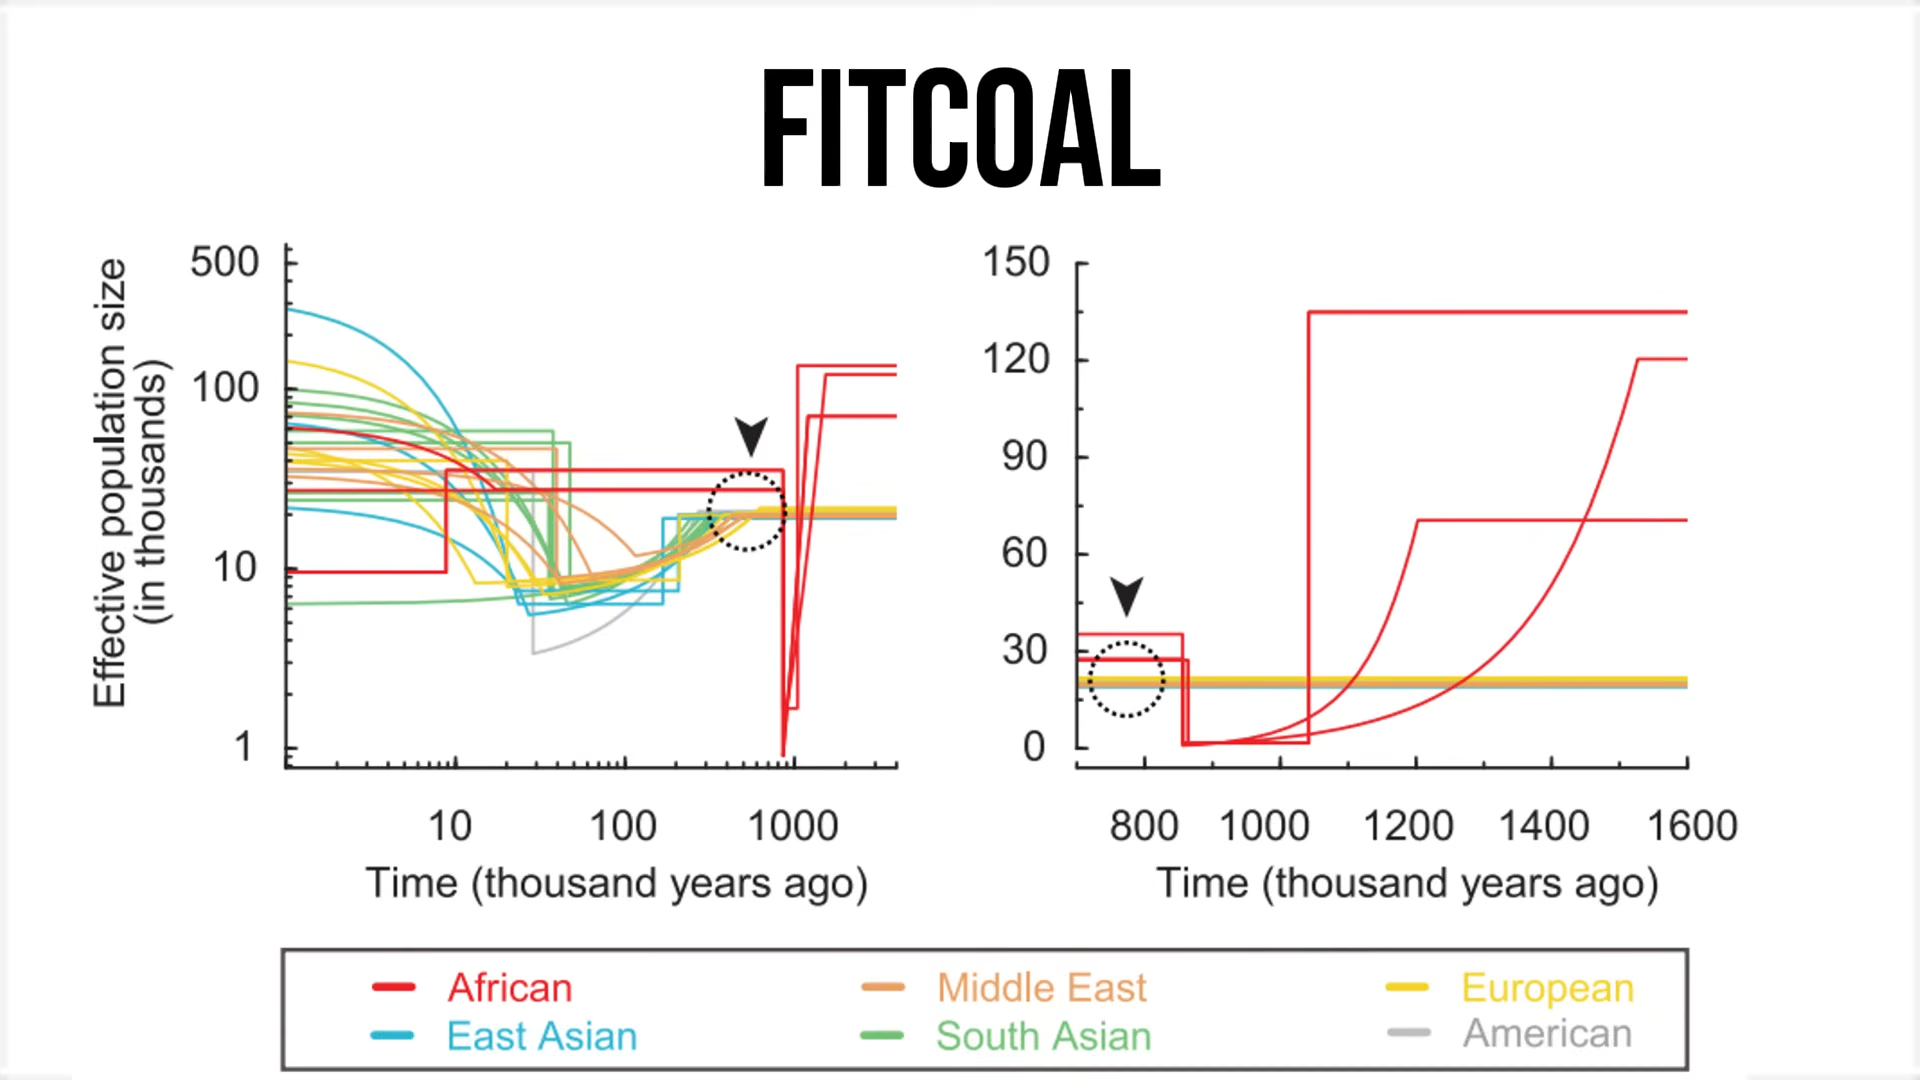 FITCOAL
Effective population size
(in thousands)
500
100
10
1
10 100 1000
Time (thousand years ago)
150
120
90
60
30
0
800 1000 1200 1400 1600
Time (thousand years ago)
African Middle East European
East Asian South Asian American